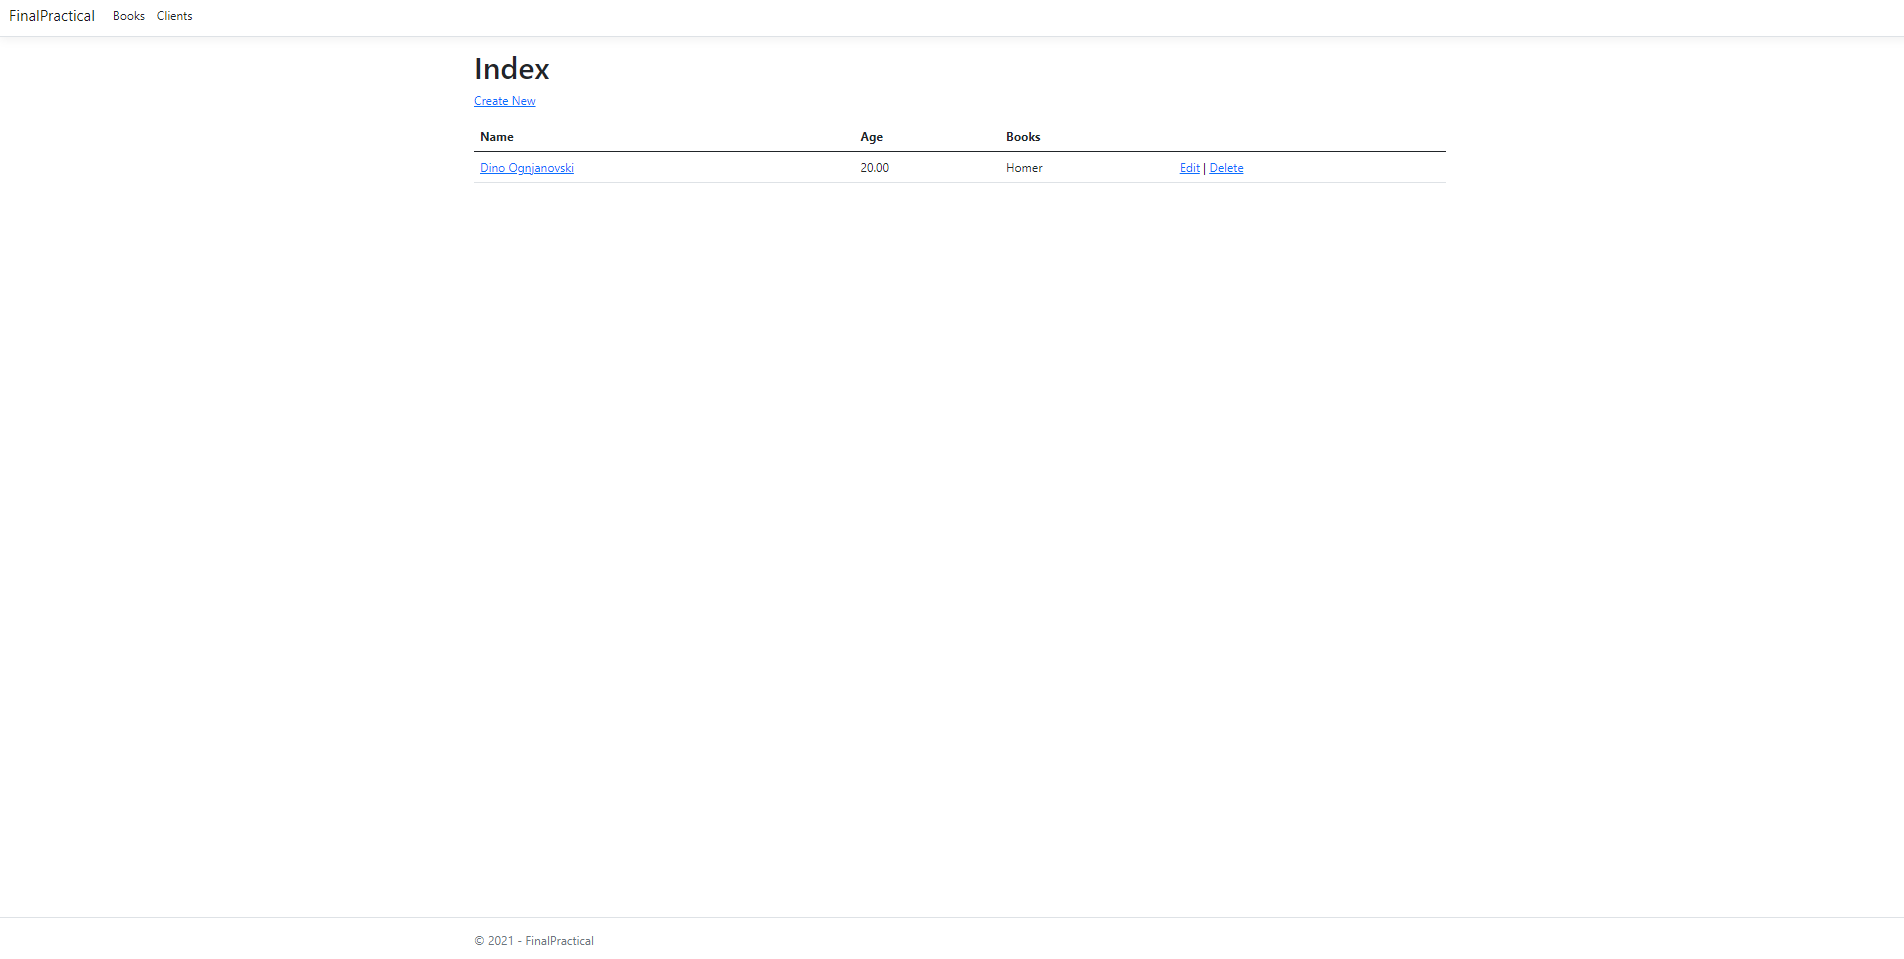 FinalPractical Books Clients
Index
Create New
Name Age Books
Dino Ognjanovski 20.00 Homer Edit | Delete
© 2021 - FinalPractical